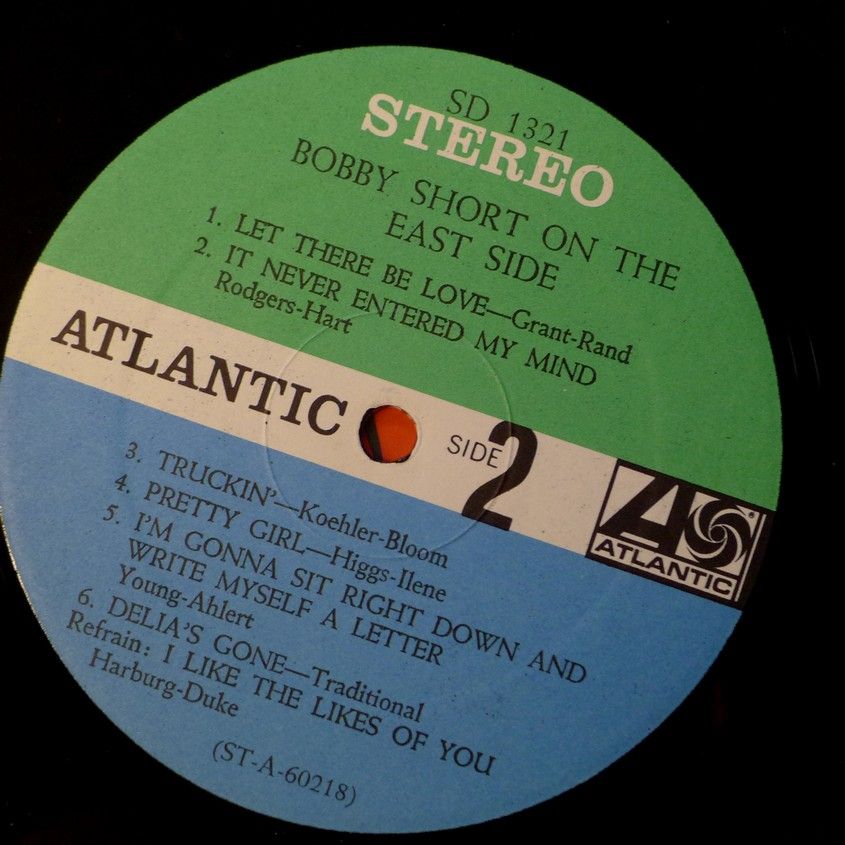 SD 1321
STEREO
BOBBY SHORT ON THE
EAST SIDE
1. LET THERE BE LOVE—Grant-Rand
2. IT NEVER ENTERED MY MIND
Rodgers-Hart
ATLANTIC
SIDE 2
A
®
ATLANTIC
3. TRUCKIN'—Koehler-Bloom
4. PRETTY GIRL—Higgs-Ilene
5. I'M GONNA SIT RIGHT DOWN AND
WRITE MYSELF A LETTER
Young-Ahlert
6. DELIA'S GONE—Traditional
Refrain: I LIKE THE LIKES OF YOU
Harburg-Duke
(ST-A-60218)